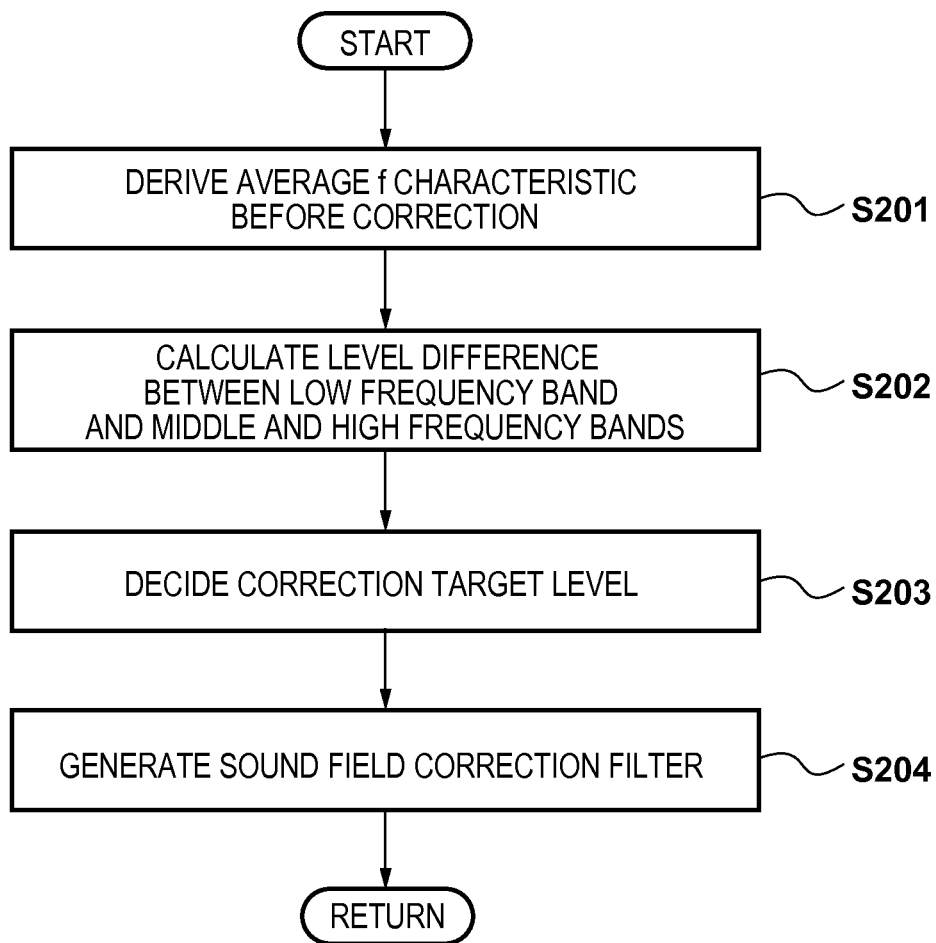 START
DERIVE AVERAGE f CHARACTERISTIC
BEFORE CORRECTION
S201
CALCULATE LEVEL DIFFERENCE
BETWEEN LOW FREQUENCY BAND
AND MIDDLE AND HIGH FREQUENCY BANDS
S202
DECIDE CORRECTION TARGET LEVEL
S203
GENERATE SOUND FIELD CORRECTION FILTER
S204
RETURN